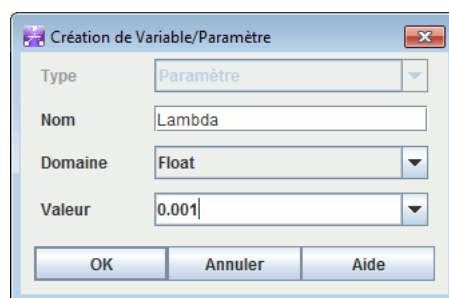 Création de Variable/Paramètre
Type Paramètre
Nom Lambda
Domaine Float
Valeur 0.001
OK Annuler Aide